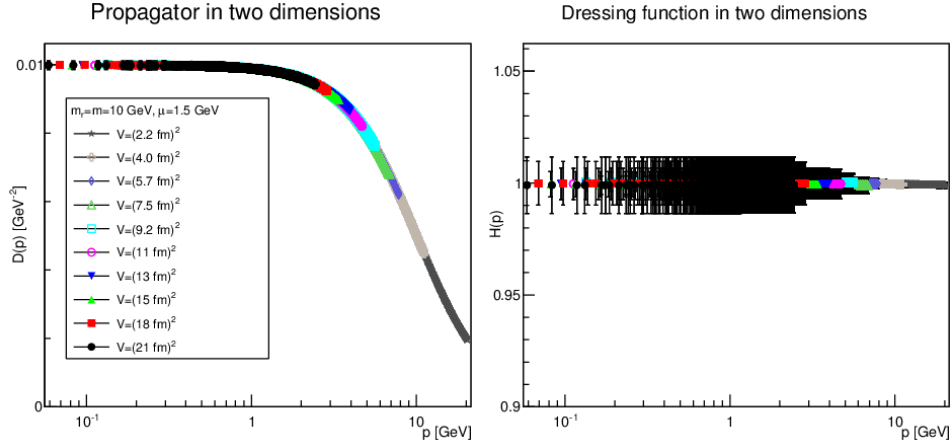 Propagator in two dimensions
D(p) [GeV⁻²]
0.01
0
mᵣ=m=10 GeV, μ=1.5 GeV
V=(2.2 fm)²
V=(4.0 fm)²
V=(5.7 fm)²
V=(7.5 fm)²
V=(9.2 fm)²
V=(11 fm)²
V=(13 fm)²
V=(15 fm)²
V=(18 fm)²
V=(21 fm)²
10⁻¹ 1 10
p [GeV]
Dressing function in two dimensions
H(p)
1.05
1
0.95
0.9
10⁻¹ 1 10
p [GeV]